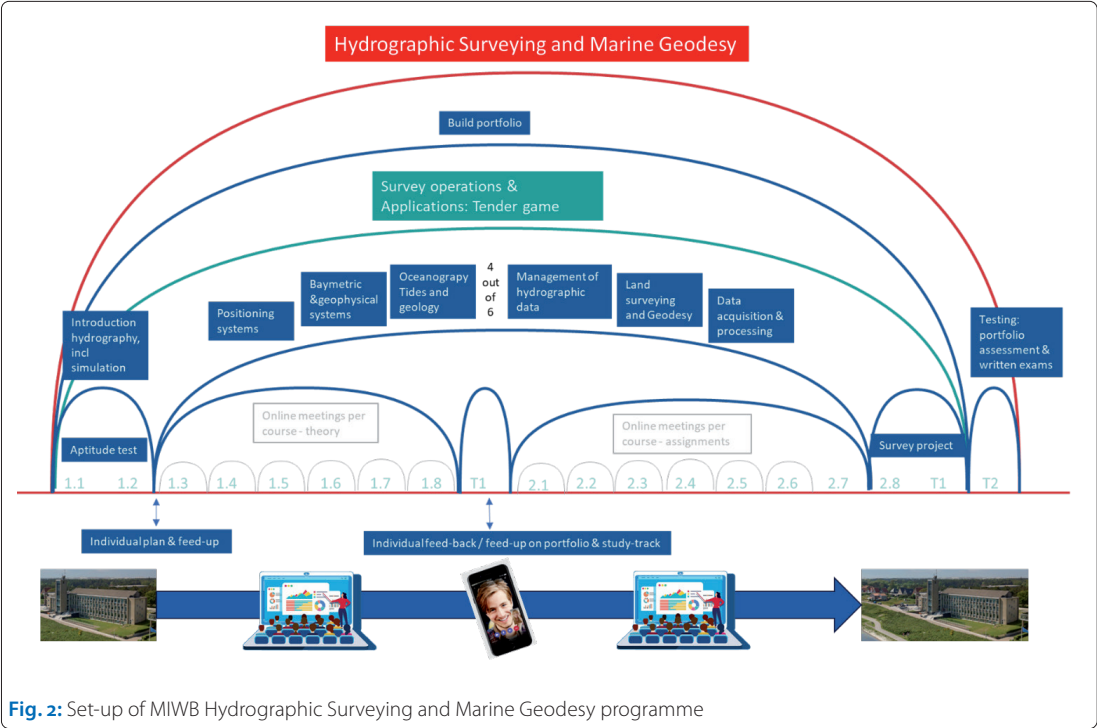 Hydrographic Surveying and Marine Geodesy
Build portfolio
Survey operations &
Applications: Tender game
Introduction
hydrography,
incl
simulation
Positioning
systems
Baymetric
&geophysical
systems
Oceanograpy
Tides and
geology
4
out
of
6
Management of
hydrographic
data
Land
surveying
and Geodesy
Data
acquisition &
processing
Testing:
portfolio
assessment &
written exams
Aptitude test
Online meetings per
course - theory
Online meetings per
course - assignments
Survey project
1.1 1.2 1.3 1.4 1.5 1.6 1.7 1.8 T1 2.1 2.2 2.3 2.4 2.5 2.6 2.7 2.8 T1 T2
Individual plan & feed-up
Individual feed-back / feed-up on portfolio & study-track
Fig. 2: Set-up of MIWB Hydrographic Surveying and Marine Geodesy programme